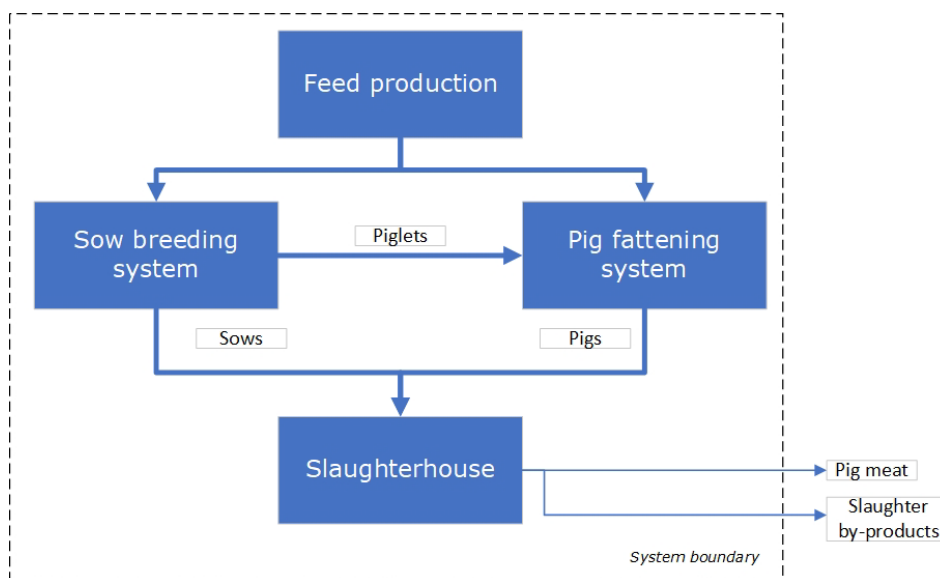 Feed production
Sow breeding
system
Piglets
Pig fattening
system
Sows
Pigs
Slaughterhouse
Pig meat
Slaughter
by-products
System boundary